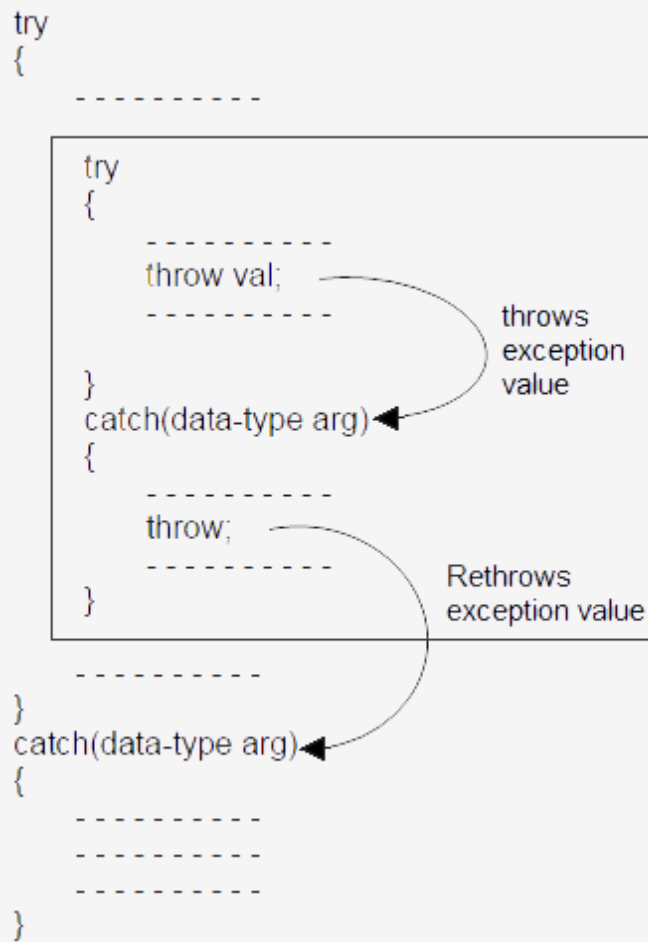 try
{
- - - - - - - - - -
try
{
- - - - - - - - - -
throw val;
- - - - - - - - - -
throws
exception
value
}
catch(data-type arg)
{
- - - - - - - - - -
throw;
- - - - - - - - - -
Rethrows
exception value
}
- - - - - - - - - -
}
catch(data-type arg)
{
- - - - - - - - - -
- - - - - - - - - -
- - - - - - - - - -
}